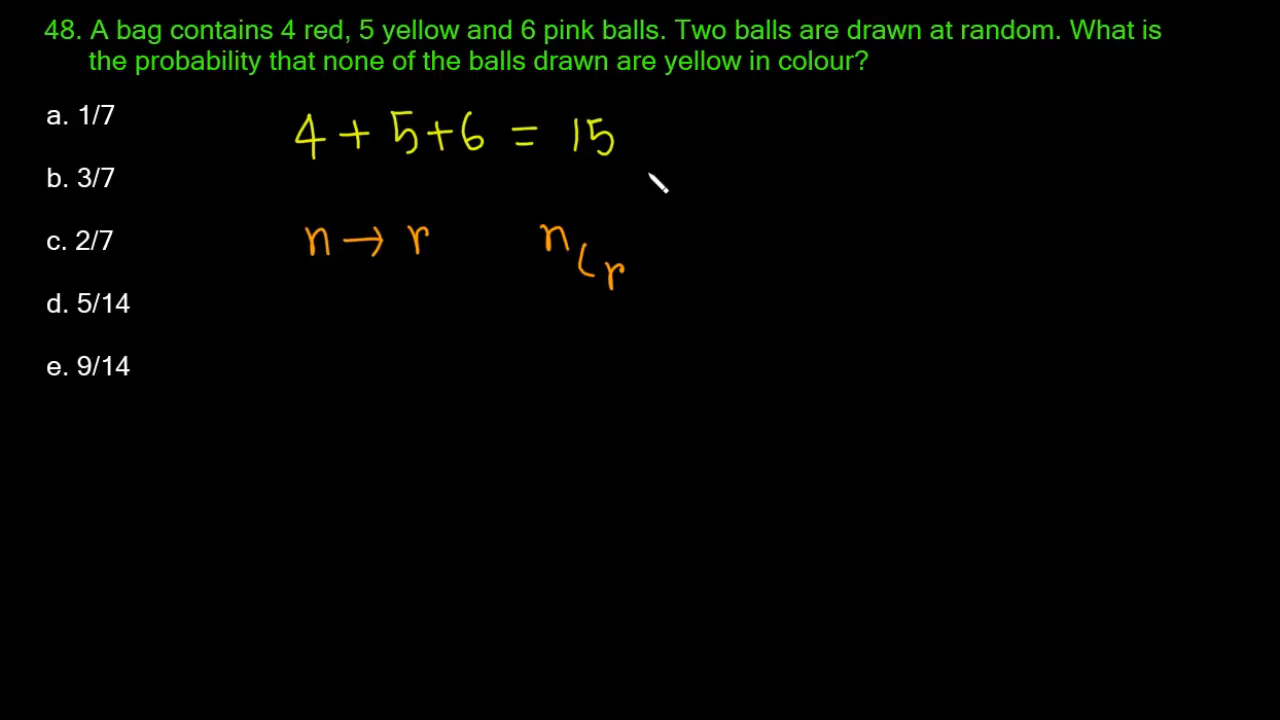 48. A bag contains 4 red, 5 yellow and 6 pink balls. Two balls are drawn at random. What is
the probability that none of the balls drawn are yellow in colour?
a. 1/7
4 + 5 + 6 = 15
b. 3/7
c. 2/7
n → r
nCr
d. 5/14
e. 9/14